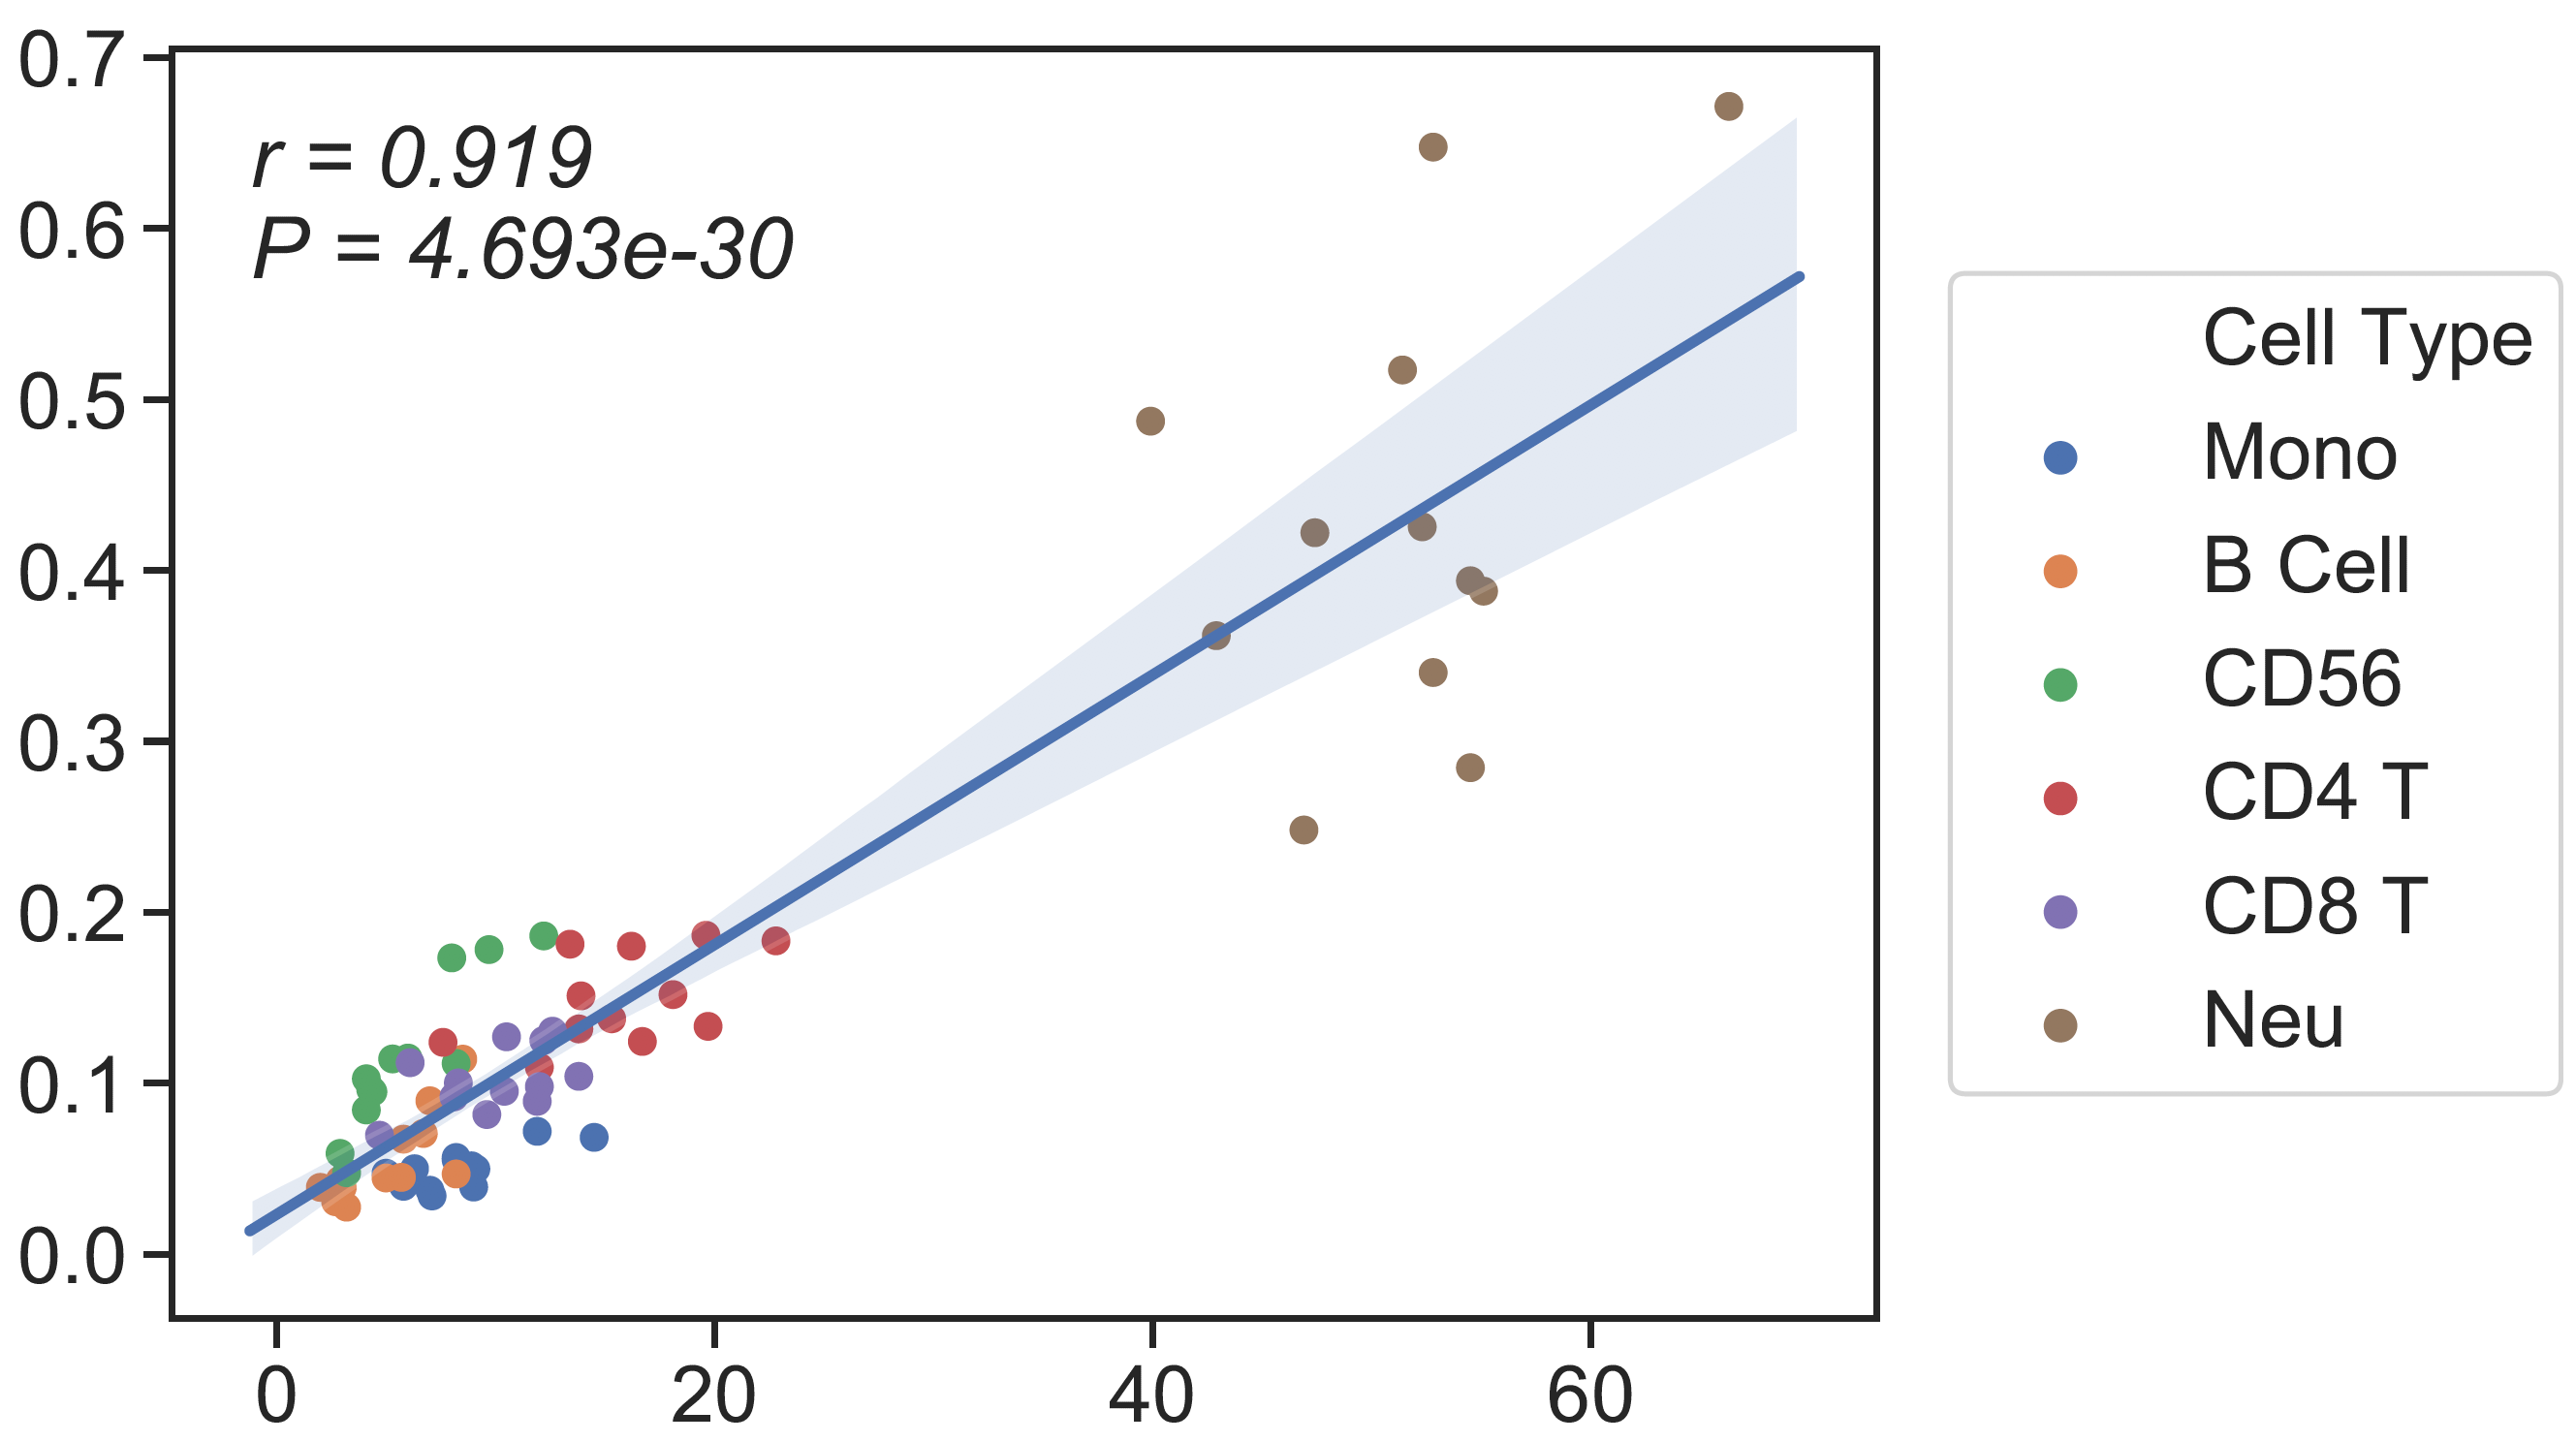 0.7
0.6
0.5
0.4
0.3
0.2
0.1
0.0
r = 0.919
P = 4.693e-30
0 20 40 60
Cell Type
Mono
B Cell
CD56
CD4 T
CD8 T
Neu